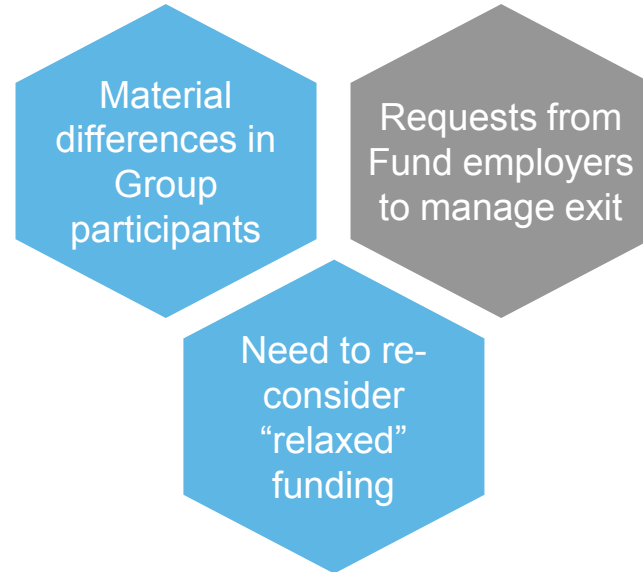 Material
differences in
Group
participants
Requests from
Fund employers
to manage exit
Need to re-
consider
“relaxed”
funding